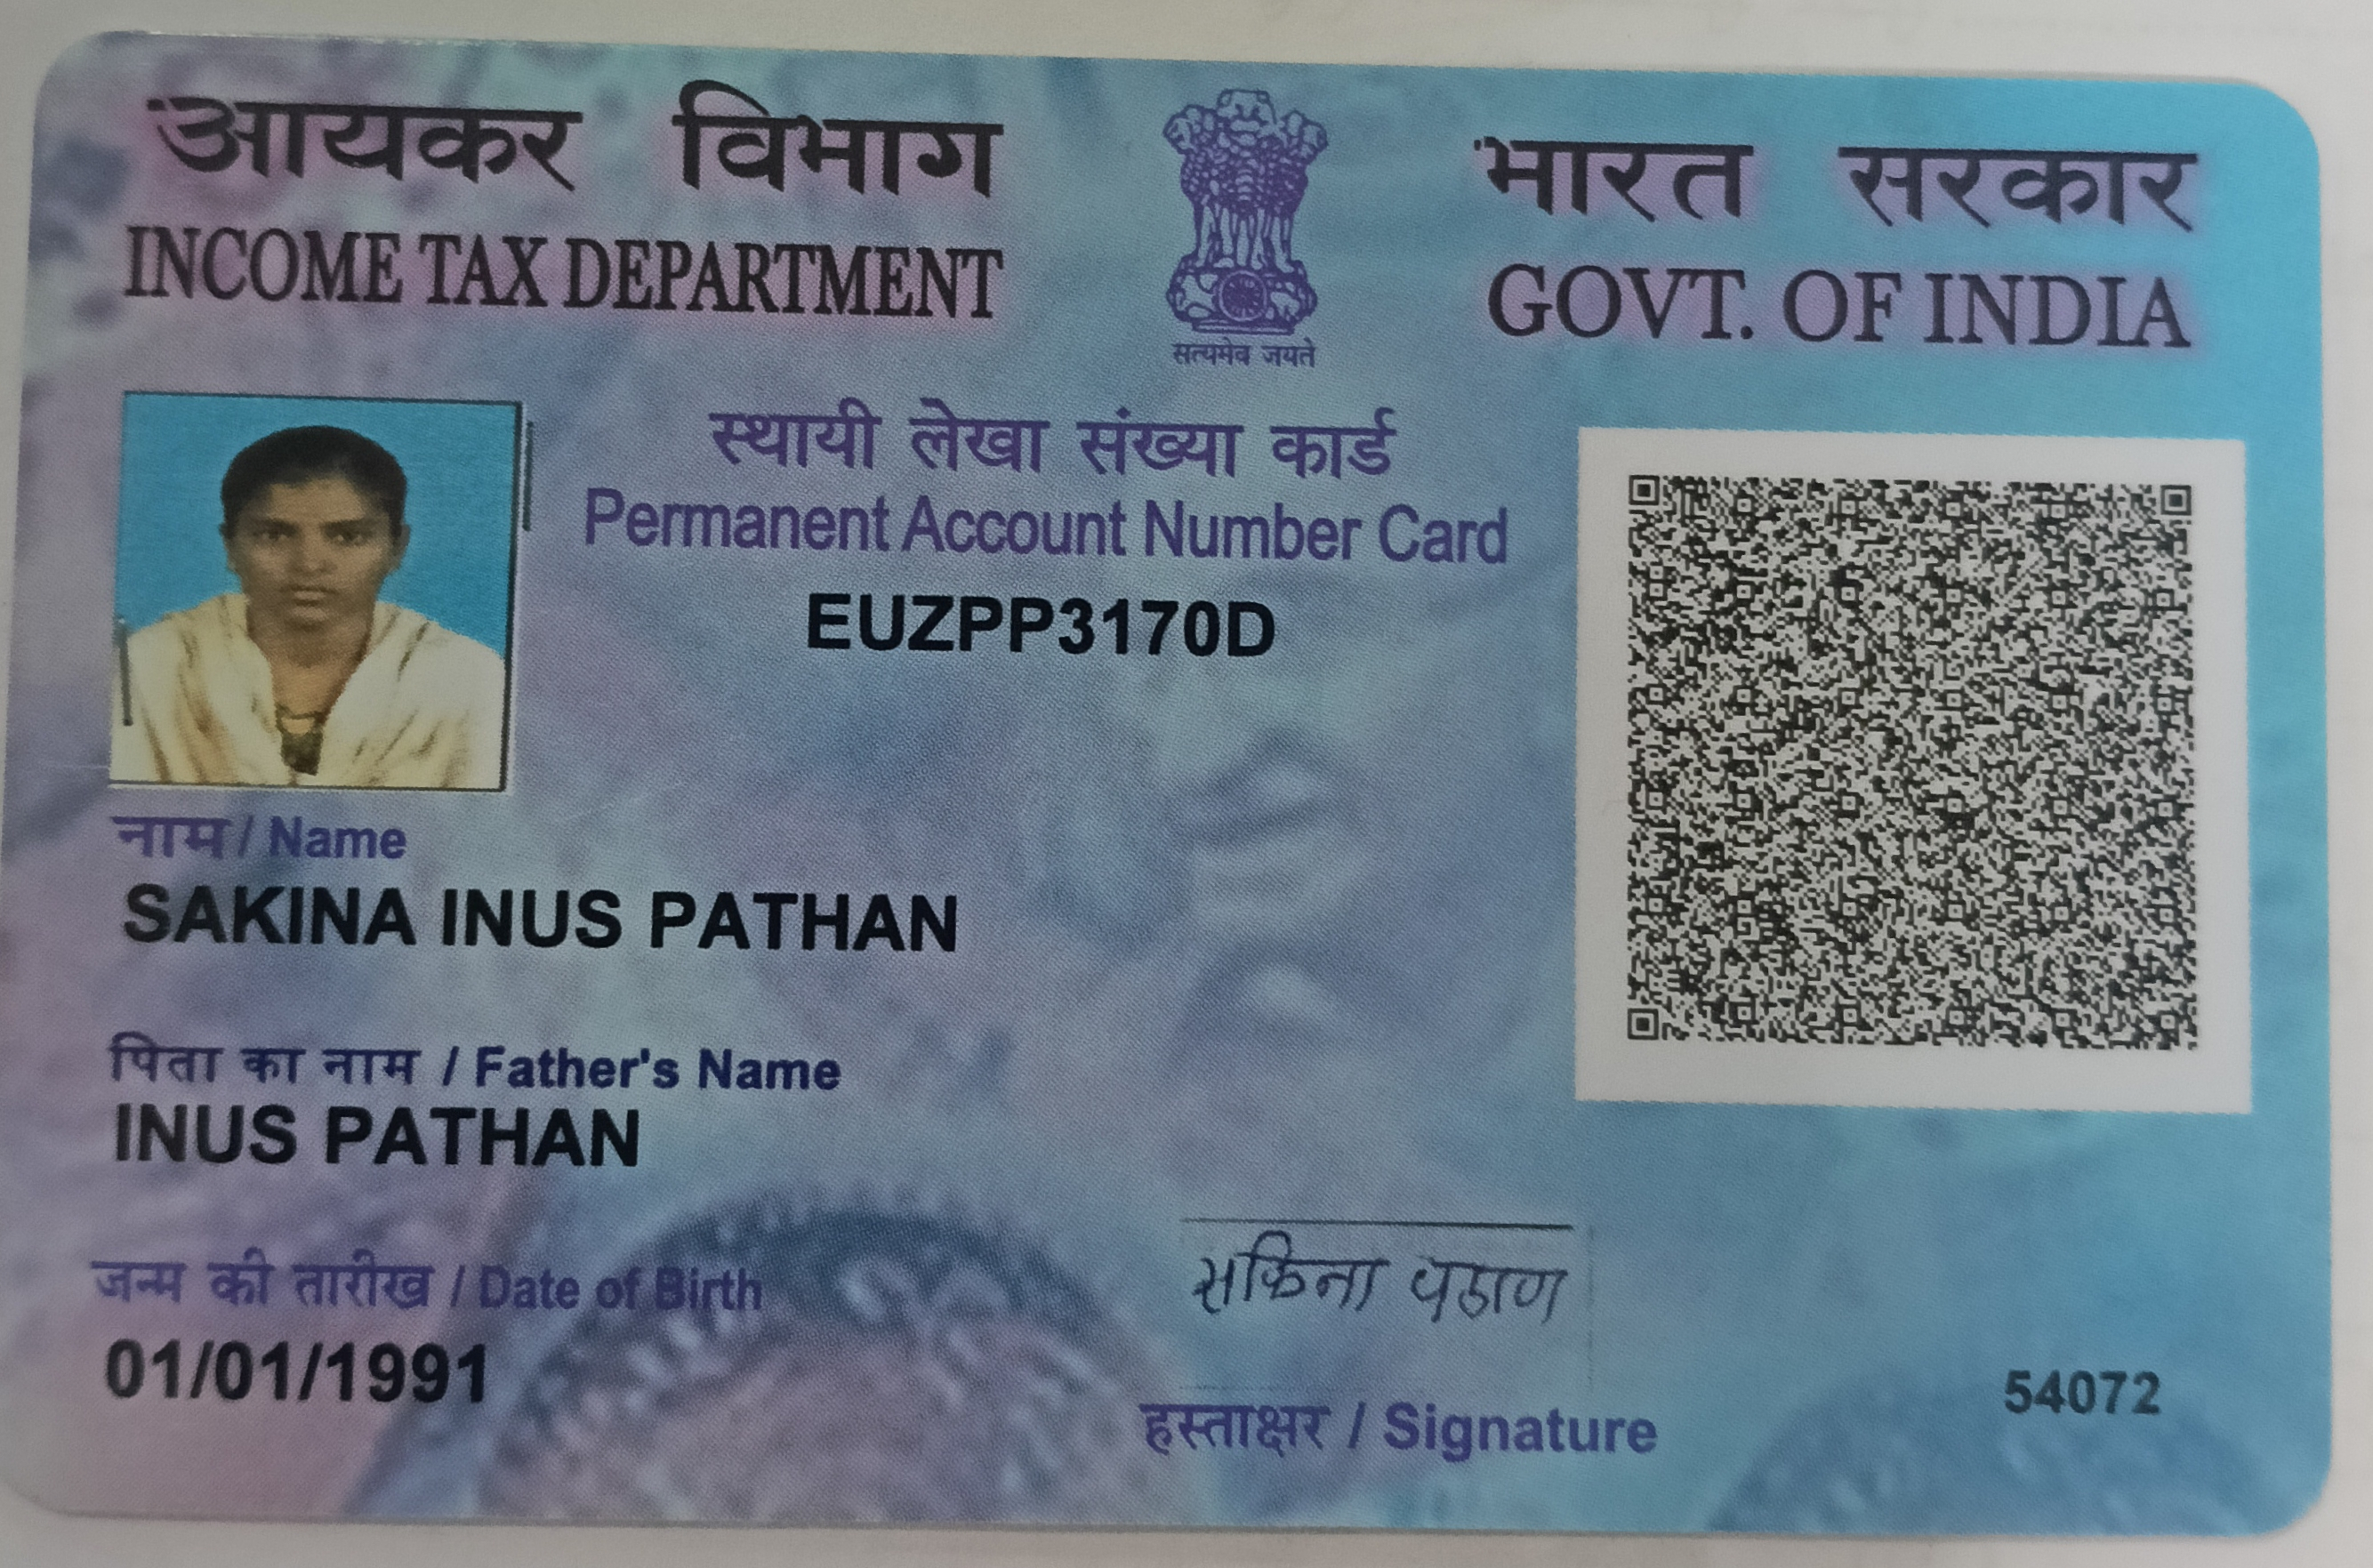 आयकर विभाग
INCOME TAX DEPARTMENT
सत्यमेव जयते
भारत सरकार
GOVT. OF INDIA
स्थायी लेखा संख्या कार्ड
Permanent Account Number Card
EUZPP3170D
नाम / Name
SAKINA INUS PATHAN
पिता का नाम / Father's Name
INUS PATHAN
जन्म की तारीख / Date of Birth
01/01/1991
सकिना पठाण
हस्ताक्षर / Signature
54072